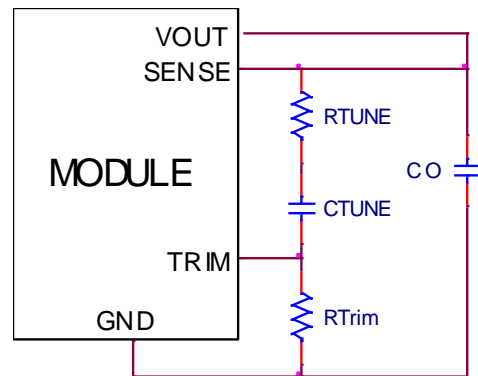 VOUT
SENSE
RTUNE
MODULE
CO
CTUNE
TRIM
GND
RTrim